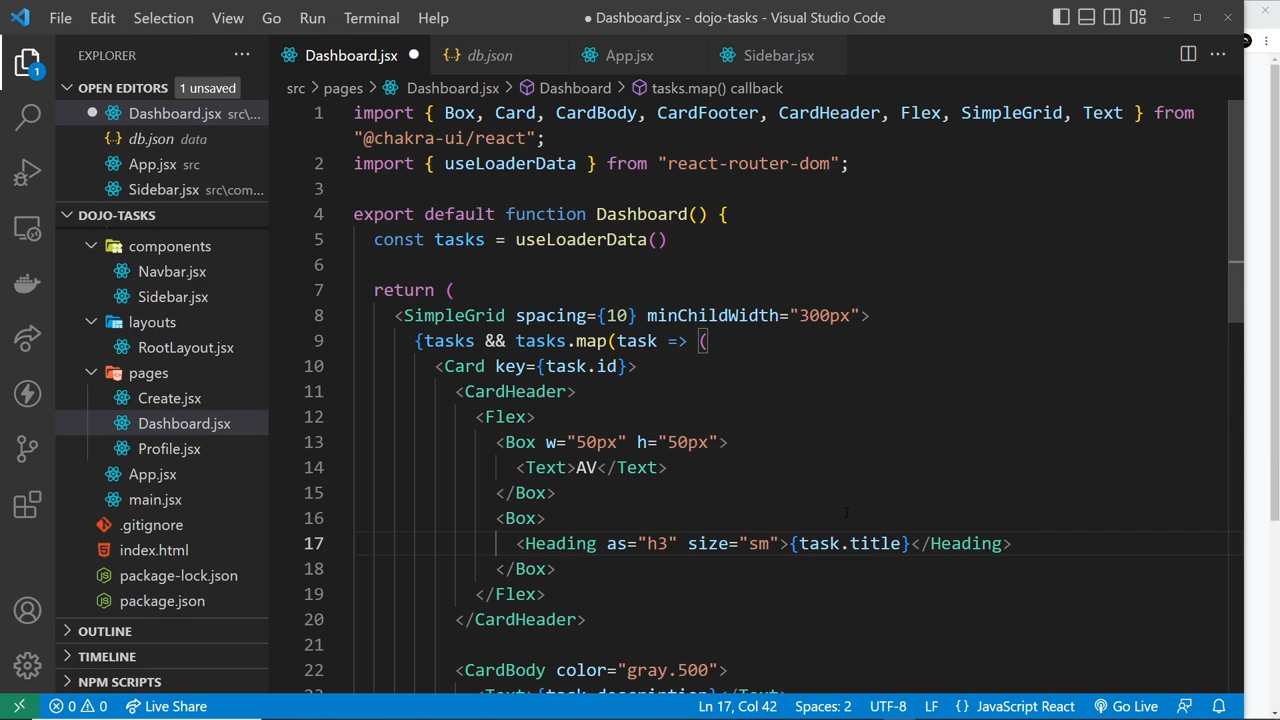 File Edit Selection View Go Run Terminal Help
● Dashboard.jsx - dojo-tasks - Visual Studio Code
EXPLORER
Dashboard.jsx
db.json
App.jsx
Sidebar.jsx
OPEN EDITORS 1 unsaved
Dashboard.jsx src\...
db.json data
App.jsx src
Sidebar.jsx src\com...
DOJO-TASKS
components
Navbar.jsx
Sidebar.jsx
layouts
RootLayout.jsx
pages
Create.jsx
Dashboard.jsx
Profile.jsx
App.jsx
main.jsx
.gitignore
index.html
package-lock.json
package.json
OUTLINE
TIMELINE
NPM SCRIPTS
1
src > pages > Dashboard.jsx > Dashboard > tasks.map() callback
1 import { Box, Card, CardBody, CardFooter, CardHeader, Flex, SimpleGrid, Text } from
"@chakra-ui/react";
2 import { useLoaderData } from "react-router-dom";
3
4 export default function Dashboard() {
5 const tasks = useLoaderData()
6
7 return (
8 <SimpleGrid spacing={10} minChildWidth="300px">
9 {tasks && tasks.map(task => (
10 <Card key={task.id}>
11 <CardHeader>
12 <Flex>
13 <Box w="50px" h="50px">
14 <Text>AV</Text>
15 </Box>
16 <Box>
17 <Heading as="h3" size="sm">{task.title}</Heading>
18 </Box>
19 </Flex>
20 </CardHeader>
21
22 <CardBody color="gray.500">
23 <Text>{task.description}</Text>
0 0 Live Share
Ln 17, Col 42 Spaces: 2 UTF-8 LF {} JavaScript React Go Live